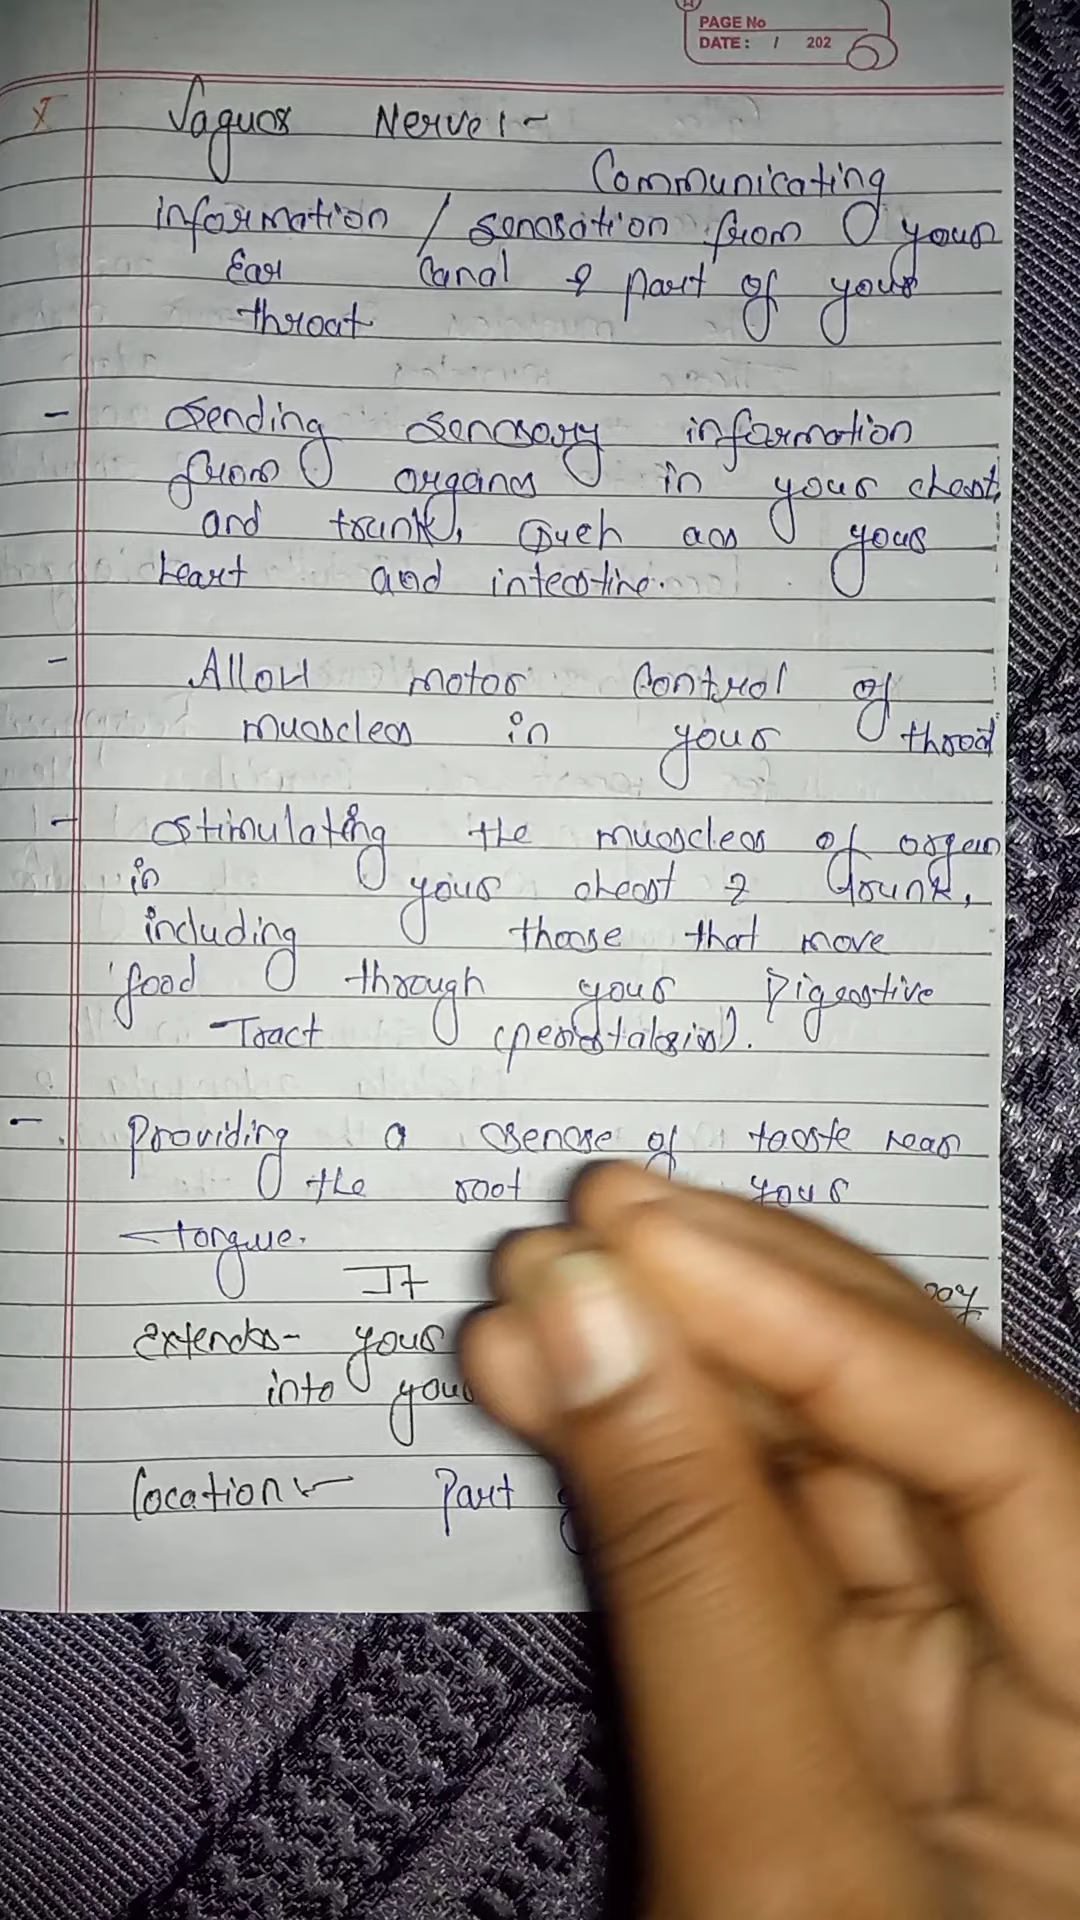 PAGE No
DATE: / 202
X Vagus Nerve :-
Communicating
information / sensation from your
Ear Canal & part of your
throat
- Sending sensory information
from organs in your chest,
and trunk, such as your
heart and intestine.
- Allow motor control of
muscles in your throat
- stimulating the muscles of organ
in your chest & trunk,
including those that move
food through your Digestive
Tract (peristalsis).
- Providing a sense of taste near
the root your
tongue.
It
extends- your
into
Location :- Part